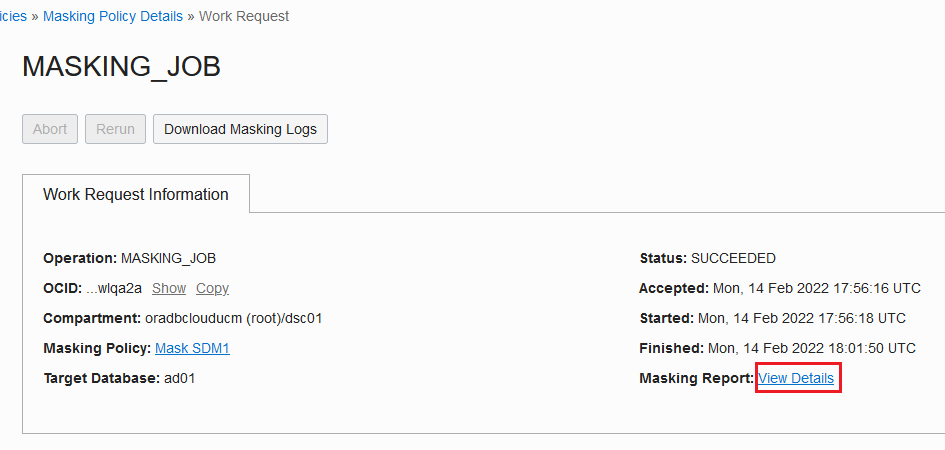 icies » Masking Policy Details » Work Request
MASKING_JOB
Abort Rerun Download Masking Logs
Work Request Information
Operation: MASKING_JOB
OCID: ...wlqa2a Show Copy
Compartment: oradbclouducm (root)/dsc01
Masking Policy: Mask SDM1
Target Database: ad01
Status: SUCCEEDED
Accepted: Mon, 14 Feb 2022 17:56:16 UTC
Started: Mon, 14 Feb 2022 17:56:18 UTC
Finished: Mon, 14 Feb 2022 18:01:50 UTC
Masking Report: View Details